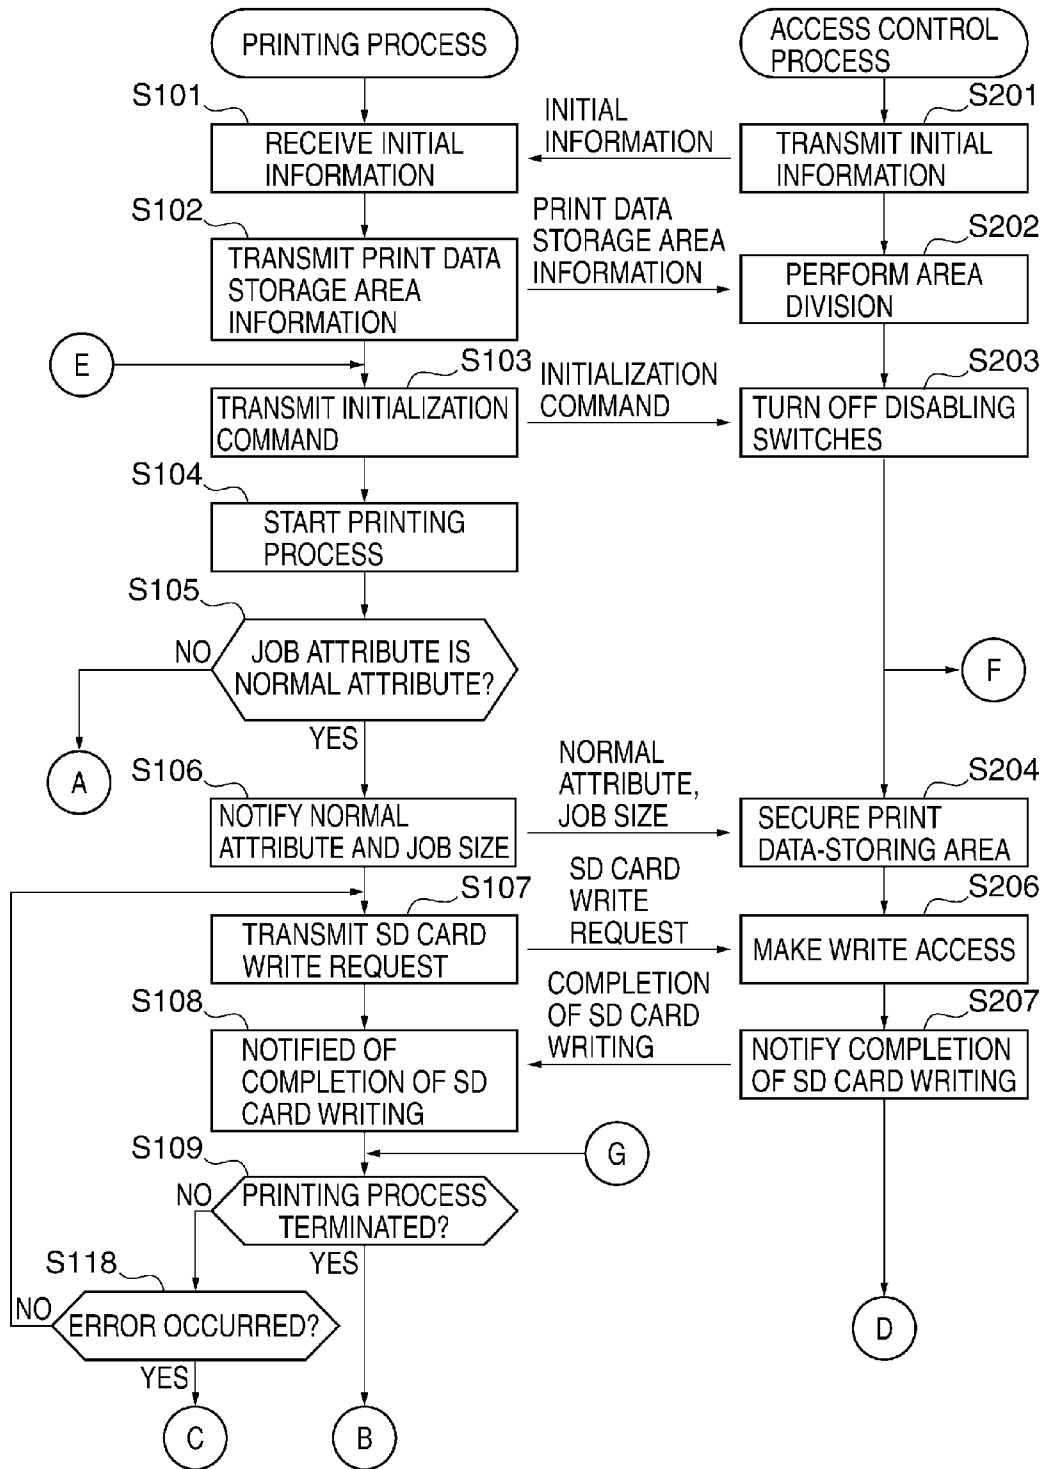 PRINTING PROCESS
ACCESS CONTROL
PROCESS
S101
RECEIVE INITIAL
INFORMATION
INITIAL
INFORMATION
S201
TRANSMIT INITIAL
INFORMATION
S102
TRANSMIT PRINT DATA
STORAGE AREA
INFORMATION
PRINT DATA
STORAGE AREA
INFORMATION
S202
PERFORM AREA
DIVISION
E
S103
TRANSMIT INITIALIZATION
COMMAND
INITIALIZATION
COMMAND
S203
TURN OFF DISABLING
SWITCHES
S104
START PRINTING
PROCESS
S105
NO
JOB ATTRIBUTE IS
NORMAL ATTRIBUTE?
YES
F
A
S106
NOTIFY NORMAL
ATTRIBUTE AND JOB SIZE
NORMAL
ATTRIBUTE,
JOB SIZE
S204
SECURE PRINT
DATA-STORING AREA
S107
TRANSMIT SD CARD
WRITE REQUEST
SD CARD
WRITE
REQUEST
S206
MAKE WRITE ACCESS
S108
NOTIFIED OF
COMPLETION OF SD
CARD WRITING
COMPLETION
OF SD CARD
WRITING
S207
NOTIFY COMPLETION
OF SD CARD WRITING
G
S109
NO
PRINTING PROCESS
TERMINATED?
YES
S118
NO
ERROR OCCURRED?
YES
D
C
B